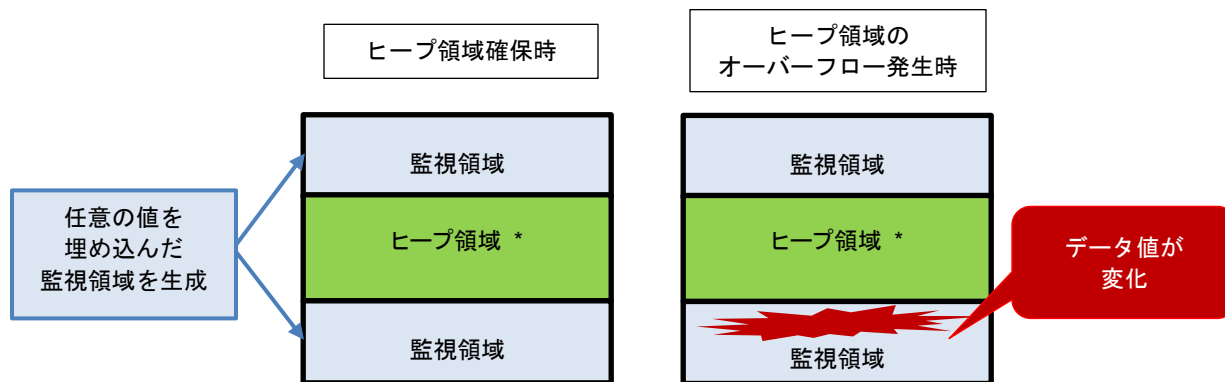 ヒープ領域確保時
ヒープ領域の
オーバーフロー発生時
任意の値を
埋め込んだ
監視領域を生成
監視領域
ヒープ領域 *
監視領域
監視領域
ヒープ領域 *
監視領域
データ値が
変化